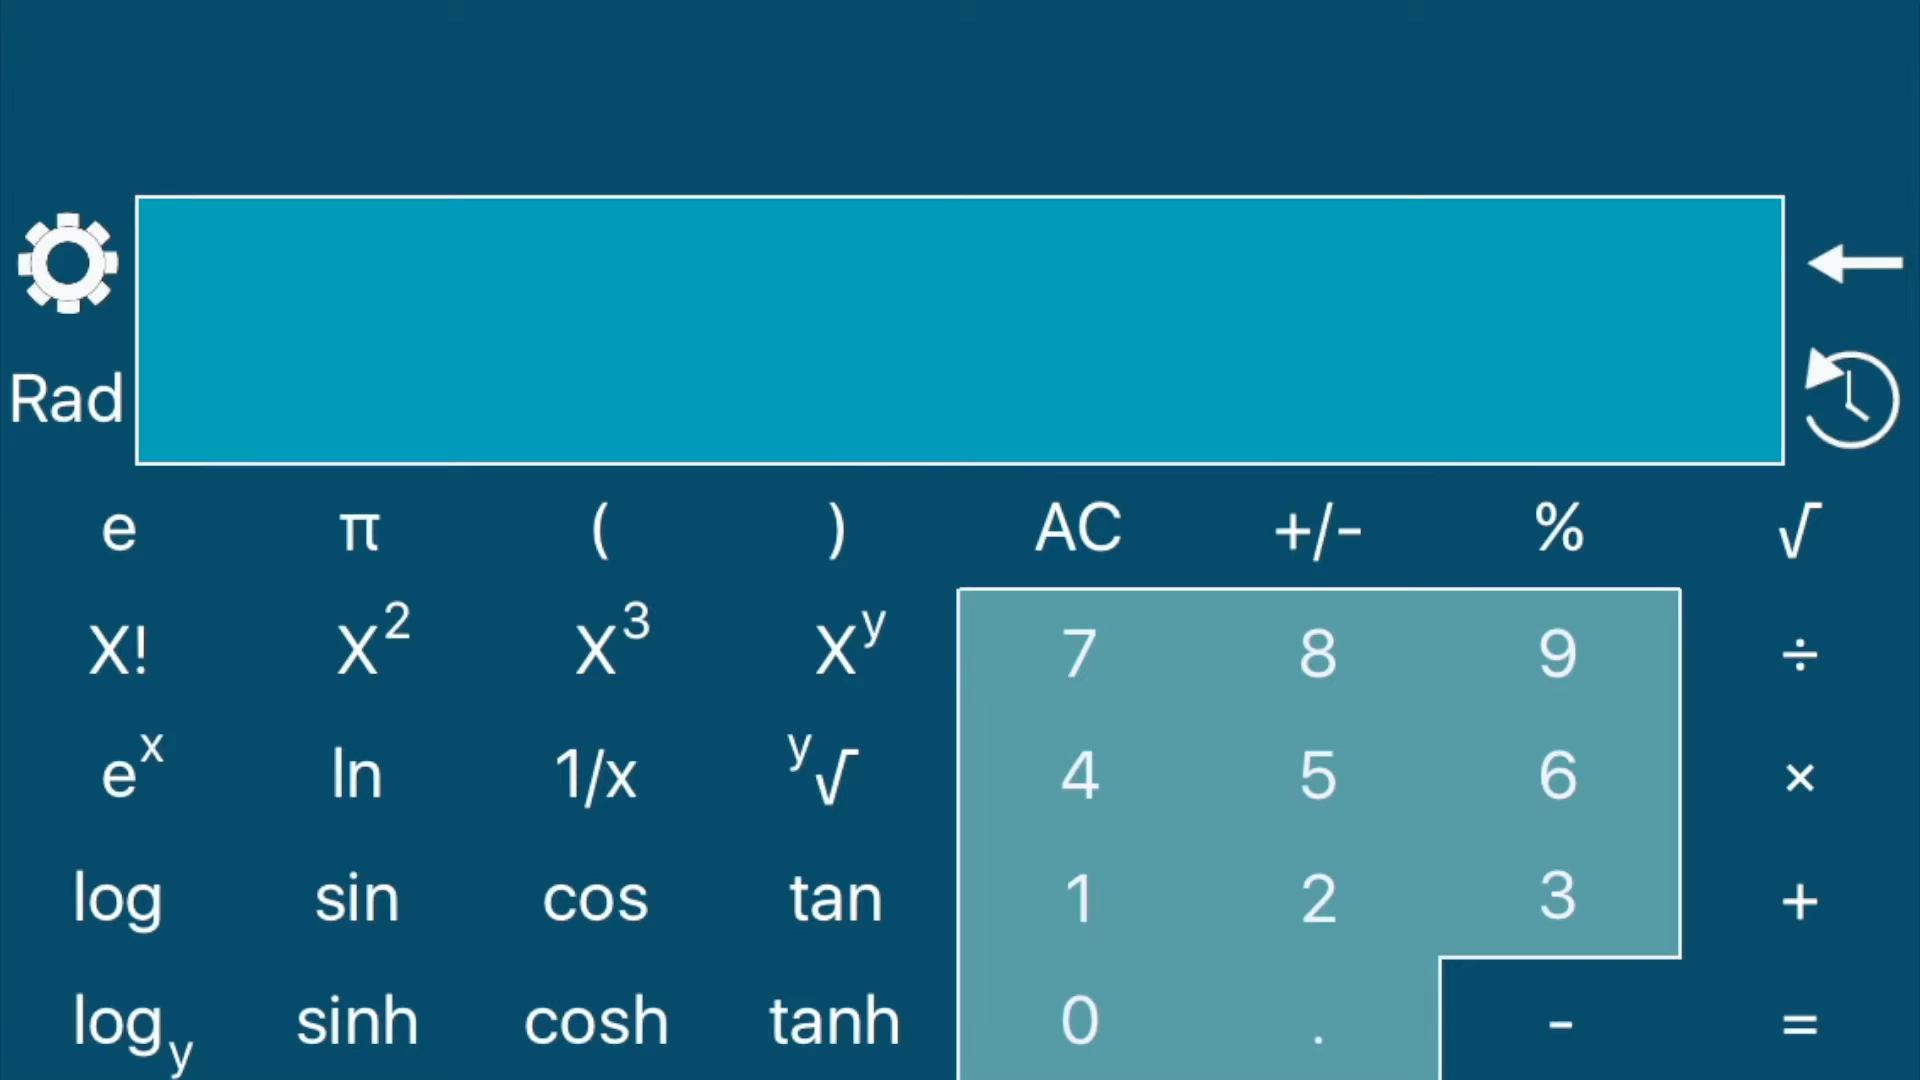 Rad
e π ( ) AC +/- % √
X! X² X³ Xʸ 7 8 9 ÷
eˣ ln 1/x ʸ√ 4 5 6 ×
log sin cos tan 1 2 3 +
logᵧ sinh cosh tanh 0 . - =